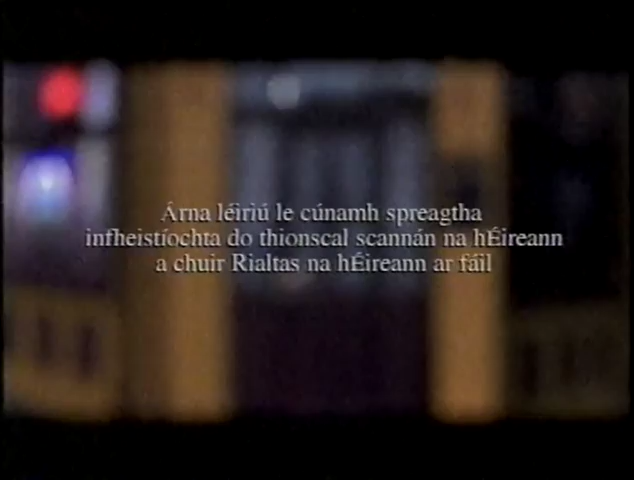 Árna léiriú le cúnamh spreagtha
infheistíochta do thionscal scannán na hÉireann
a chuir Rialtas na hÉireann ar fáil